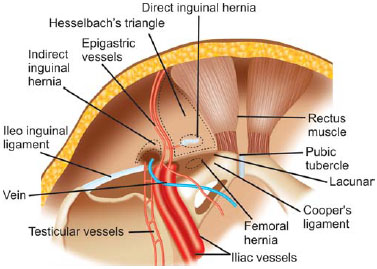 Direct inguinal hernia
Hesselbach's triangle
Epigastric
vessels
Indirect
inguinal
hernia
Ileo inguinal
ligament
Vein
Testicular vessels
Rectus
muscle
Pubic
tubercle
Lacunar
Cooper's
ligament
Femoral
hernia
Iliac vessels